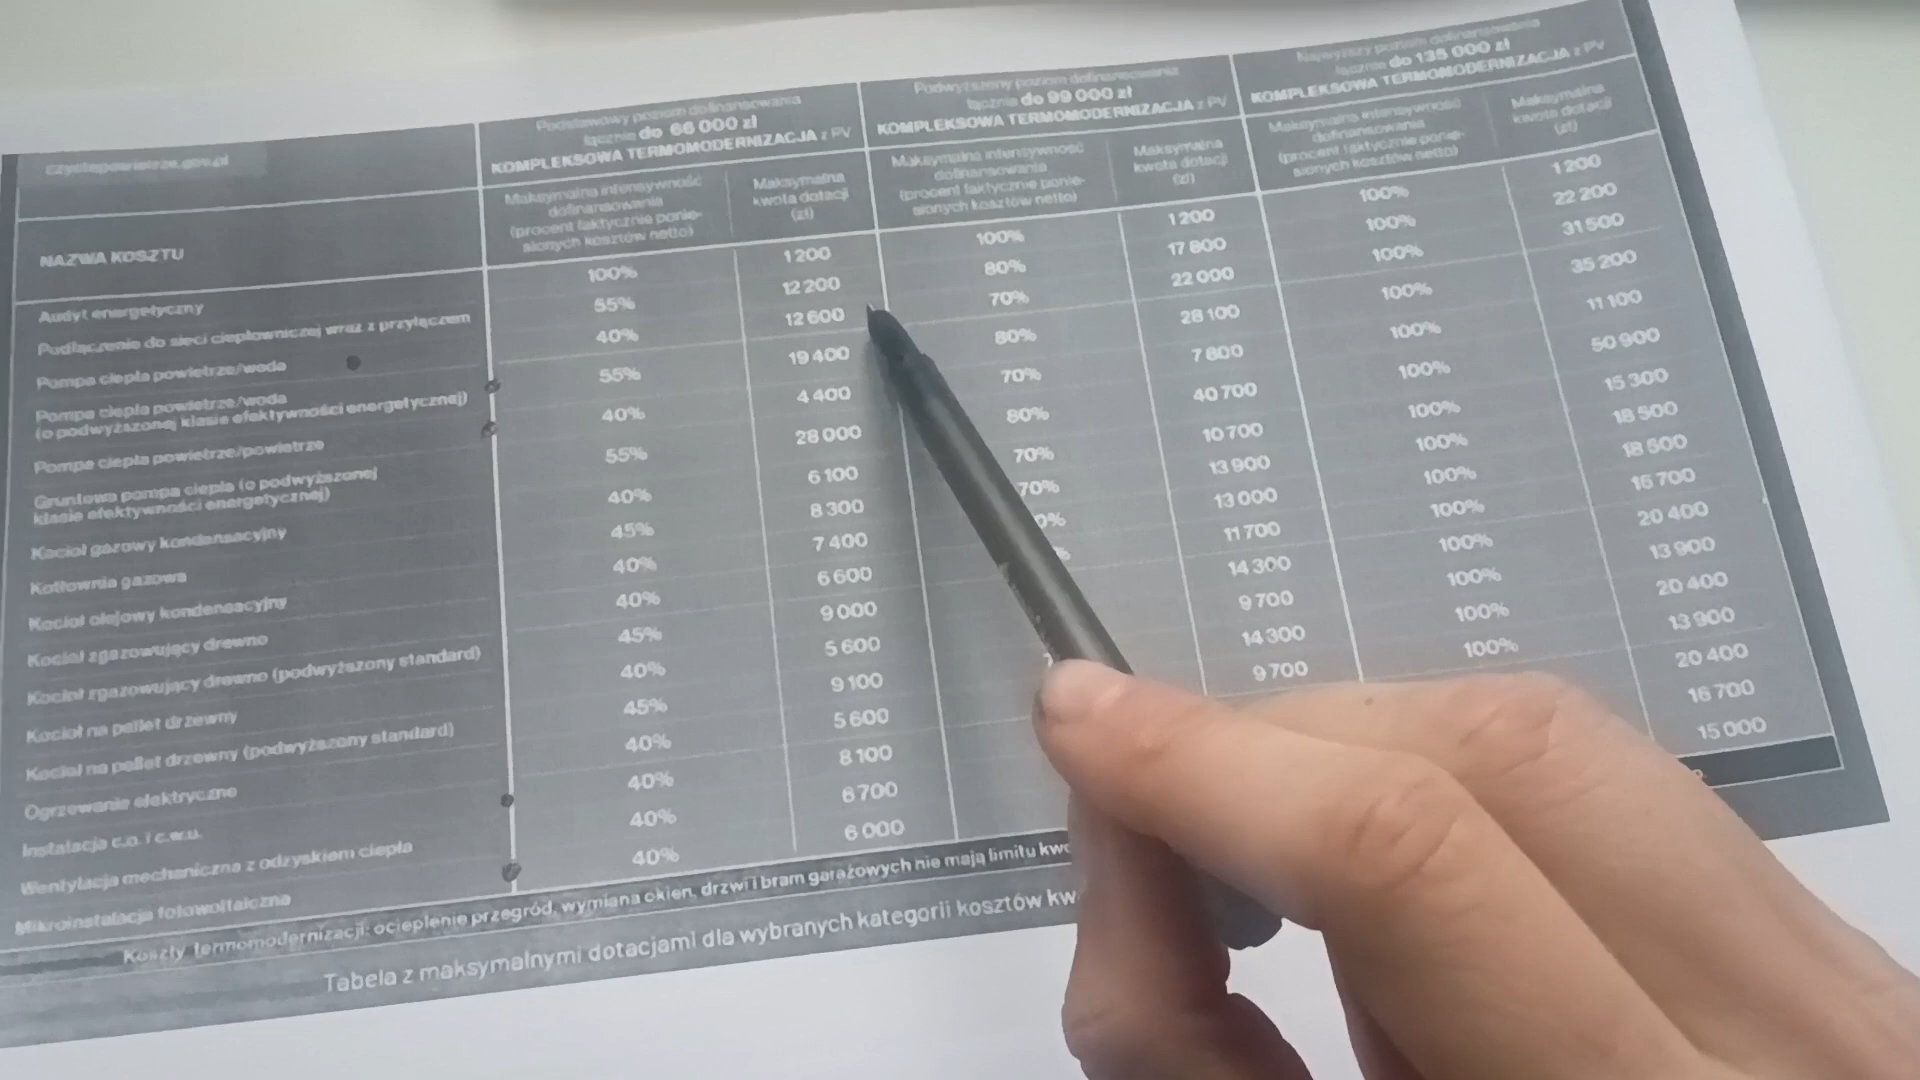 czystepowietrze.gov.pl
Podstawowy poziom dofinansowania
łącznie do 66 000 zł
KOMPLEKSOWA TERMOMODERNIZACJA z PV
Podwyższony poziom dofinansowania
łącznie do 99 000 zł
KOMPLEKSOWA TERMOMODERNIZACJA z PV
Najwyższy poziom dofinansowania
łącznie do 135 000 zł
KOMPLEKSOWA TERMOMODERNIZACJA z PV
NAZWA KOSZTU
Maksymalna intensywność
dofinansowania
(procent faktycznie ponie-
sionych kosztów netto)
Maksymalna
kwota dotacji
(zł)
Maksymalna intensywność
dofinansowania
(procent faktycznie ponie-
sionych kosztów netto)
Maksymalna
kwota dotacji
(zł)
Maksymalna intensywność
dofinansowania
(procent faktycznie ponie-
sionych kosztów netto)
Maksymalna
kwota dotacji
(zł)
Audyt energetyczny 100% 1 200 100% 1 200 100% 1 200
Podłączenie do sieci ciepłowniczej wraz z przyłączem 55% 12 200 80% 17 800 100% 22 200
Pompa ciepła powietrze/woda 40% 12 600 70% 22 000 100% 31 500
Pompa ciepła powietrze/woda
(o podwyższonej klasie efektywności energetycznej) 55% 19 400 80% 28 100 100% 35 200
Pompa ciepła powietrze/powietrze 40% 4 400 70% 7 800 100% 11 100
Gruntowa pompa ciepła (o podwyższonej
klasie efektywności energetycznej) 55% 28 000 80% 40 700 100% 50 900
Kocioł gazowy kondensacyjny 40% 6 100 70% 10 700 100% 15 300
Kotłownia gazowa 45% 8 300 70% 13 900 100% 18 500
Kocioł olejowy kondensacyjny 40% 7 400 0% 13 000 100% 18 500
Kocioł zgazowujący drewno 40% 6 600 % 11 700 100% 16 700
Kocioł zgazowujący drewno (podwyższony standard) 45% 9 000 14 300 100% 20 400
Kocioł na pellet drzewny 40% 5 600 9 700 100% 13 900
Kocioł na pellet drzewny (podwyższony standard) 45% 9 100 14 300 100% 20 400
Ogrzewanie elektryczne 40% 5 600 9 700 100% 13 900
Instalacja c.o. i c.w.u. 40% 8 100 20 400
Wentylacja mechaniczna z odzyskiem ciepła 40% 6 700 16 700
Mikroinstalacja fotowoltaiczna 40% 6 000 15 000
Koszty termomodernizacji: ocieplenie przegród, wymiana okien, drzwi i bram garażowych nie mają limitu kwo
Tabela z maksymalnymi dotacjami dla wybranych kategorii kosztów kw